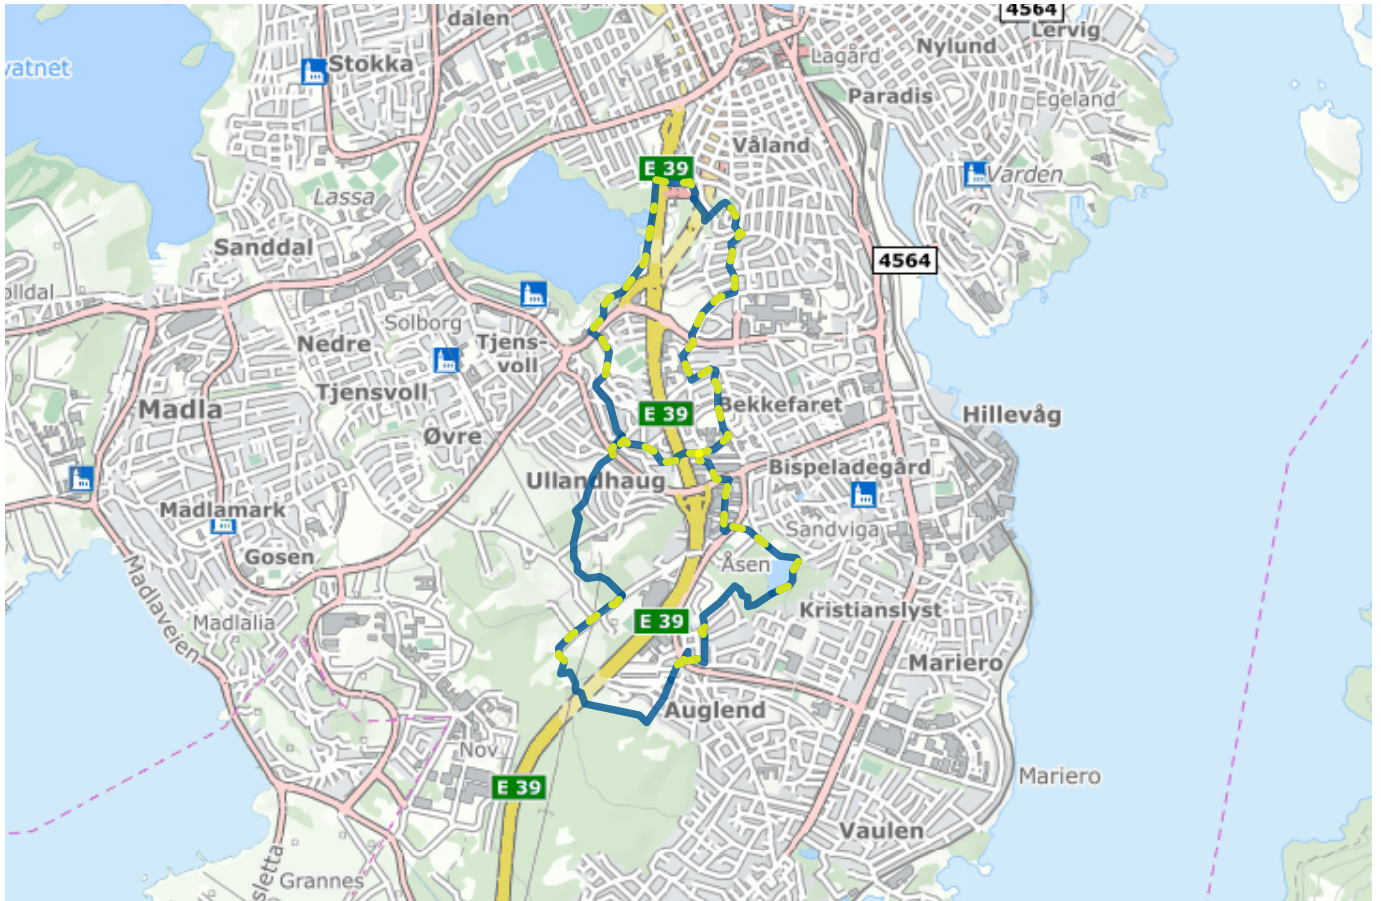 4564
dalen
Lervig
Nylund
Stokka
Lagård
vatnet
Paradis
Egeland
Våland
E 39
Varden
Lassa
Sanddal
4564
olldal
Solborg
Nedre
Tjens-
voll
Tjensvoll
Bekkefaret
Madla
E 39
Hillevåg
Øvre
Bispeladegård
Ullandhaug
Madlamark
Sandviga
Gosen
Åsen
Madlaveien
Kristianslyst
Madlalia
E 39
Mariero
Auglend
Nov
Mariero
E 39
Vaulen
sletta
Grannes